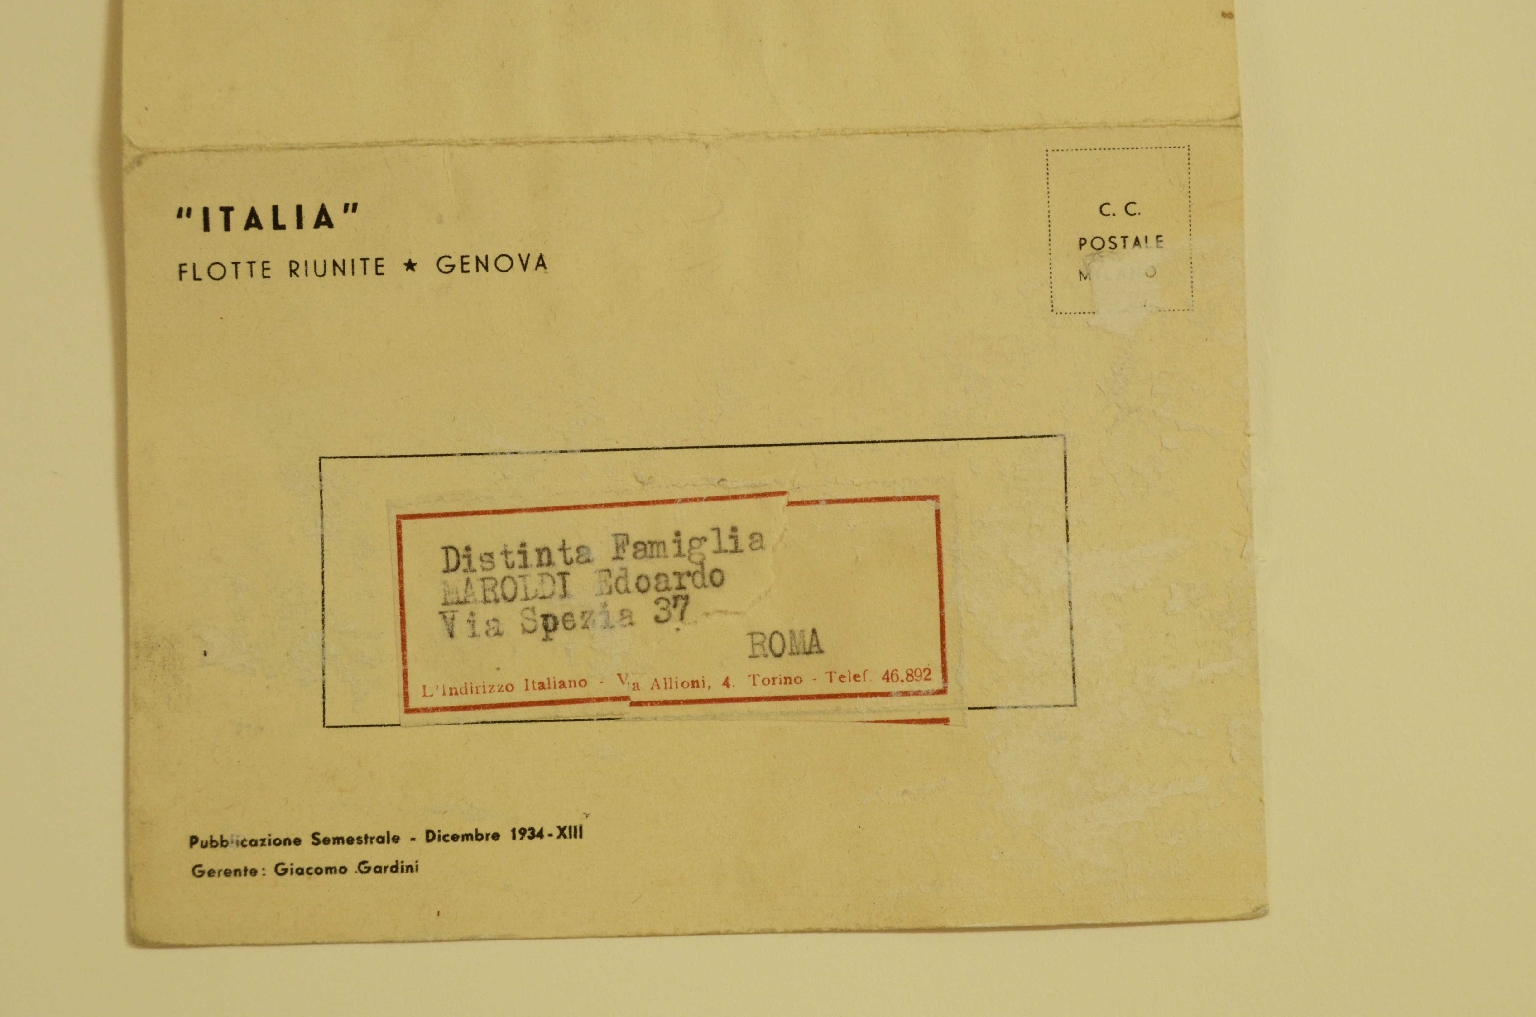 "ITALIA"
FLOTTE RIUNITE ★ GENOVA
C. C.
POSTALE
Distinta Famiglia
MAROLDI Edoardo
Via Spezia 37
ROMA
L'Indirizzo Italiano - Via Allioni, 4. Torino - Telef. 46.892
Pubblicazione Semestrale - Dicembre 1934-XIII
Gerente: Giacomo Gardini